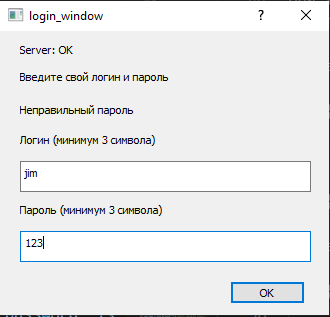 login_window
Server: OK
Введите свой логин и пароль
Неправильный пароль
Логин (минимум 3 символа)
jim
Пароль (минимум 3 символа)
123
OK